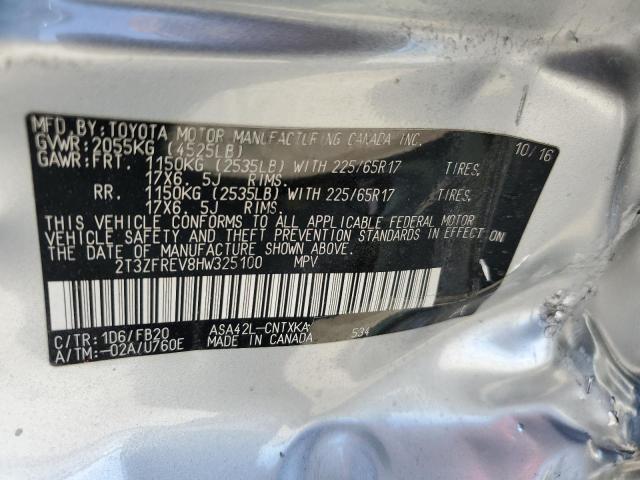 MFD.BY:TOYOTA MOTOR MANUFACTURING CANADA INC.
GVWR:2055KG (4525LB) 10/16
GAWR:FRT. 1150KG (2535LB) WITH 225/65R17 TIRES,
17X6.5J RIMS.
RR. 1150KG (2535LB) WITH 225/65R17 TIRES,
17X6.5J RIMS.
THIS VEHICLE CONFORMS TO ALL APPLICABLE FEDERAL MOTOR
VEHICLE SAFETY AND THEFT PREVENTION STANDARDS IN EFFECT ON
THE DATE OF MANUFACTURE SHOWN ABOVE.
2T3ZFREV8HW325100 MPV
C/TR:1D6/FB20 ASA42L-CNTXKA 534
A/TM:-02A/U760E MADE IN CANADA